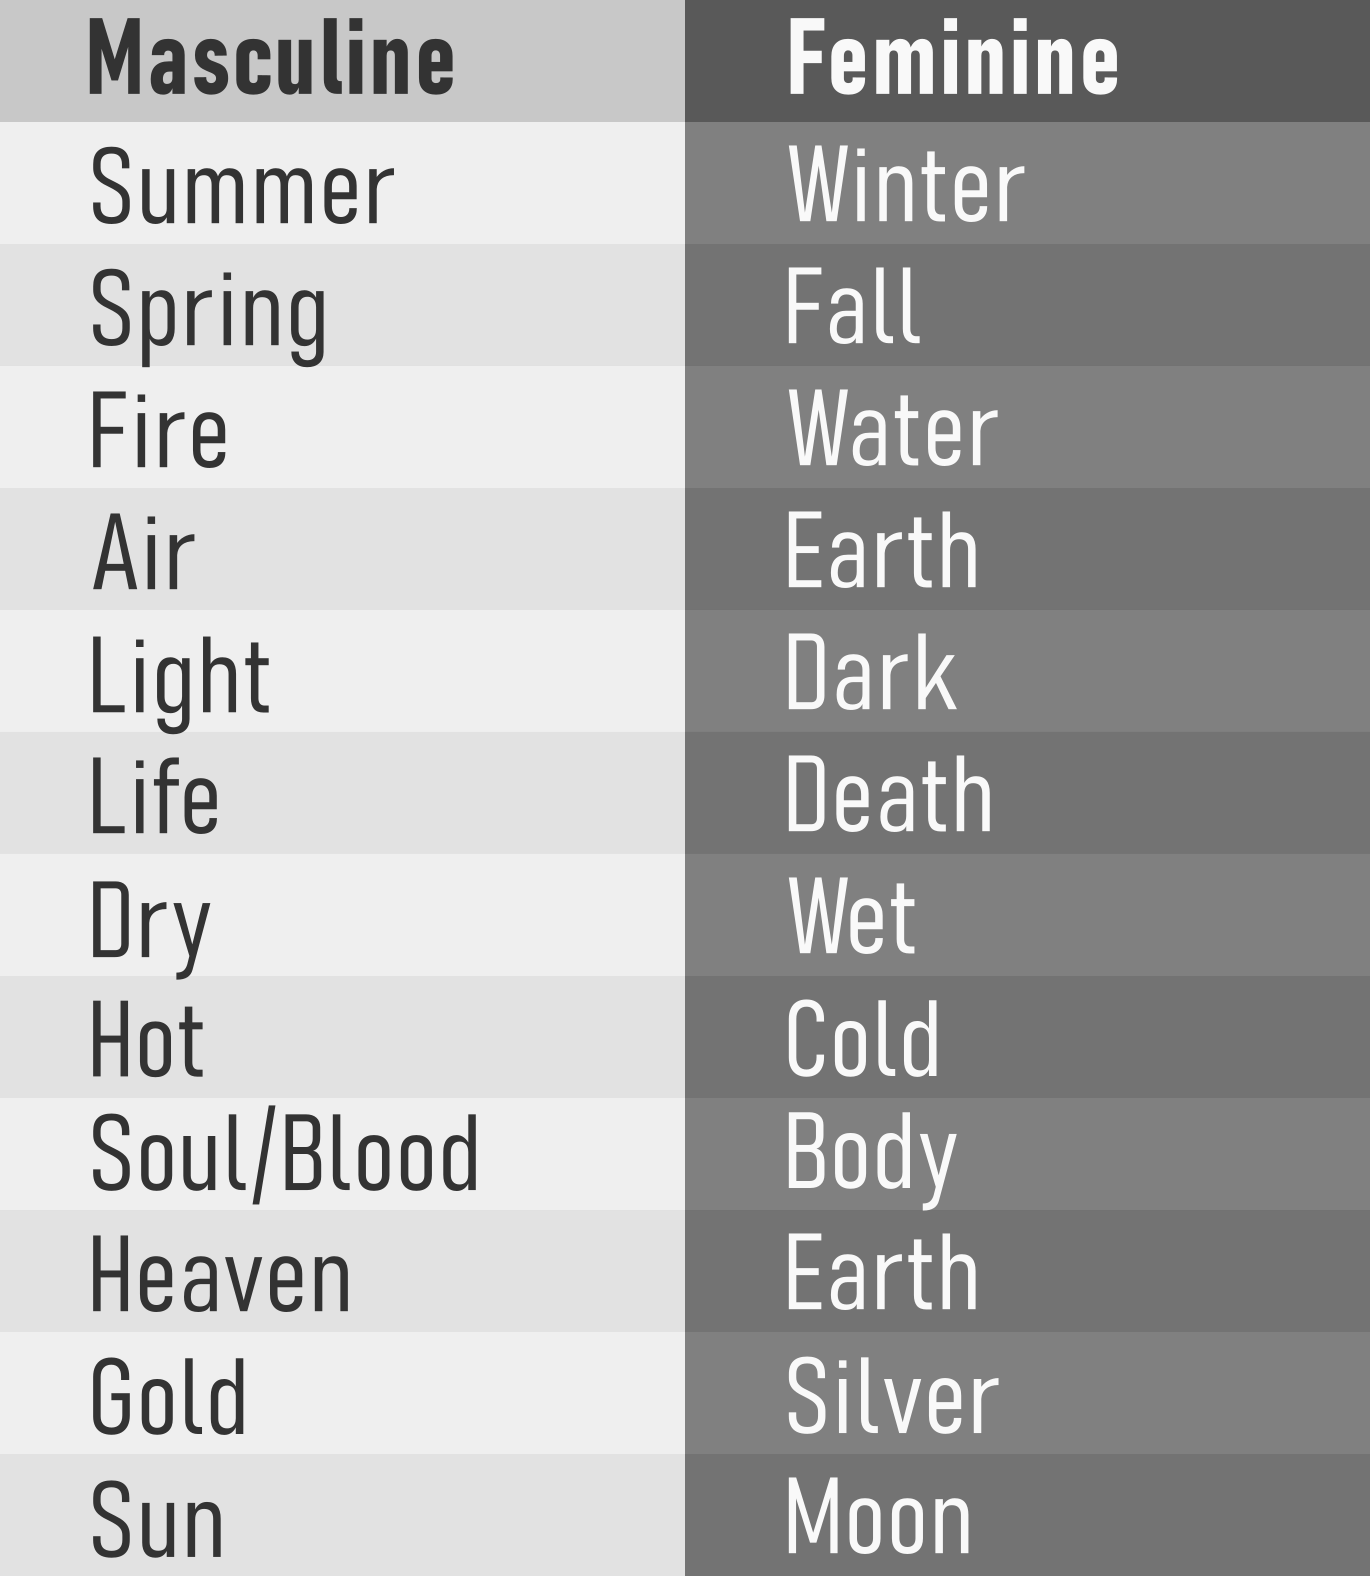 Masculine Feminine
Summer Winter
Spring Fall
Fire Water
Air Earth
Light Dark
Life Death
Dry Wet
Hot Cold
Soul/Blood Body
Heaven Earth
Gold Silver
Sun Moon